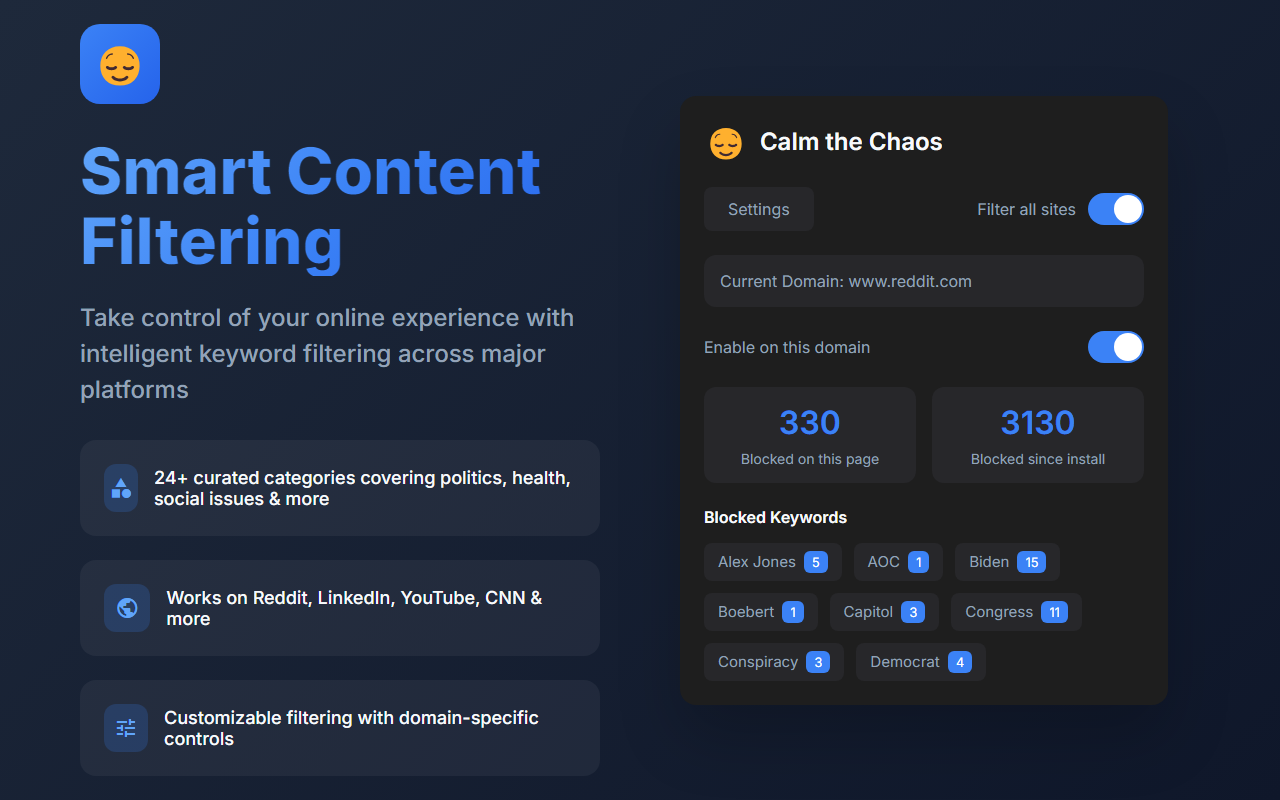 Smart Content
Filtering
Take control of your online experience with
intelligent keyword filtering across major
platforms
24+ curated categories covering politics, health,
social issues & more
Works on Reddit, LinkedIn, YouTube, CNN &
more
Customizable filtering with domain-specific
controls
Calm the Chaos
Settings
Filter all sites
Current Domain: www.reddit.com
Enable on this domain
330
Blocked on this page
3130
Blocked since install
Blocked Keywords
Alex Jones 5 AOC 1 Biden 15
Boebert 1 Capitol 3 Congress 11
Conspiracy 3 Democrat 4